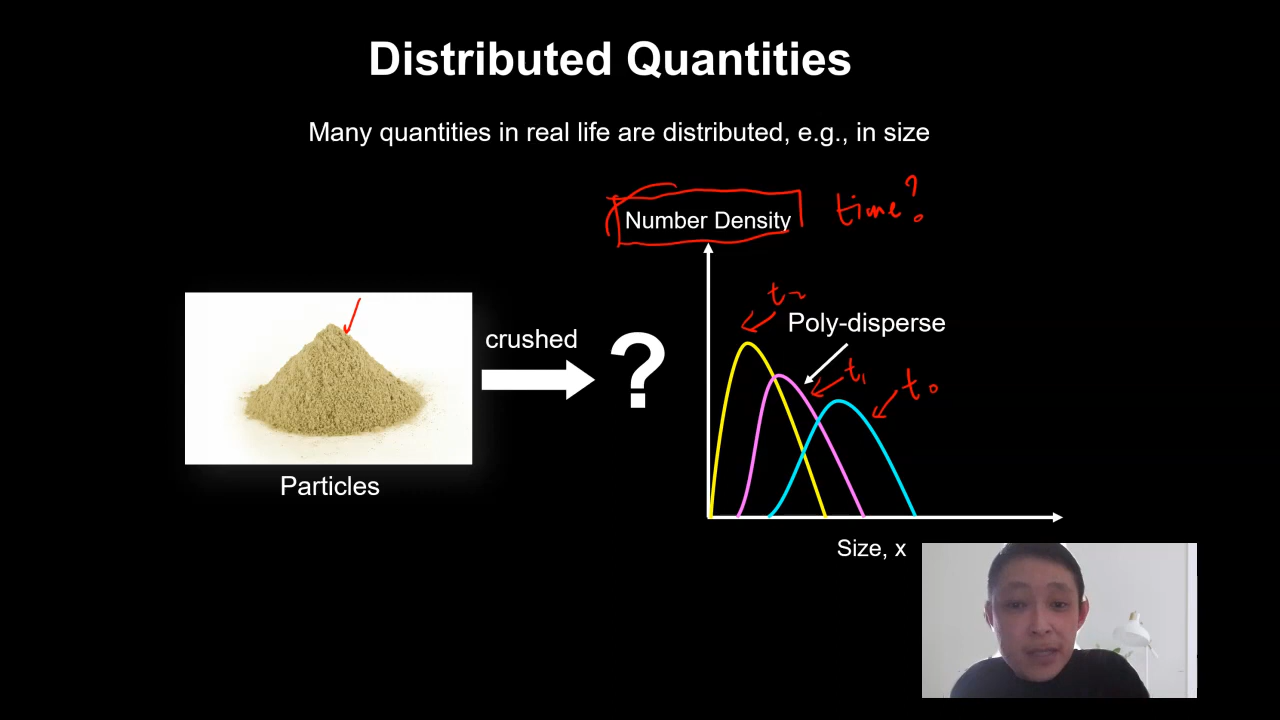 Distributed Quantities
Many quantities in real life are distributed, e.g., in size
Number Density
time?
t2
Poly-disperse
crushed
?
t1
t0
Particles
Size, x